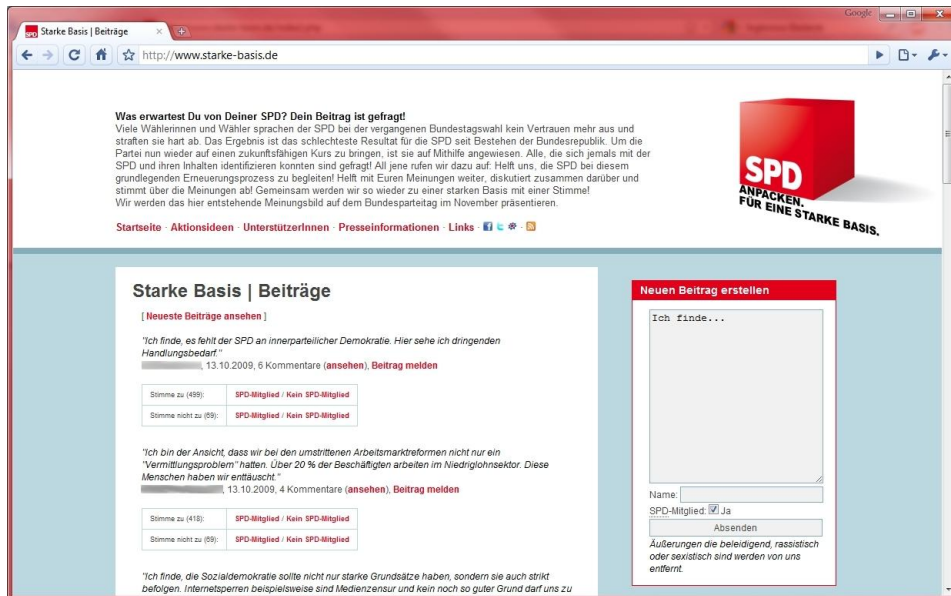 Google
Starke Basis | Beiträge
http://www.starke-basis.de
Was erwartest Du von Deiner SPD? Dein Beitrag ist gefragt!
Viele Wählerinnen und Wähler sprachen der SPD bei der vergangenen Bundestagswahl kein Vertrauen mehr aus und
straften sie hart ab. Das Ergebnis ist das schlechteste Resultat für die SPD seit Bestehen der Bundesrepublik. Um die
Partei nun wieder auf einen zukunftsfähigen Kurs zu bringen, ist sie auf Mithilfe angewiesen. Alle, die sich jemals mit der
SPD und ihren Inhalten identifizieren konnten sind gefragt! All jene rufen wir dazu auf: Helft uns, die SPD bei diesem
grundlegenden Erneuerungsprozess zu begleiten! Helft mit Euren Meinungen weiter, diskutiert zusammen darüber und
stimmt über die Meinungen ab! Gemeinsam werden wir so wieder zu einer starken Basis mit einer Stimme!
Wir werden das hier entstehende Meinungsbild auf dem Bundesparteitag im November präsentieren.
Startseite · Aktionsideen · UnterstützerInnen · Presseinformationen · Links ·
SPD
ANPACKEN.
FÜR EINE STARKE BASIS.
Starke Basis | Beiträge
[ Neueste Beiträge ansehen ]
"Ich finde, es fehlt der SPD an innerparteilicher Demokratie. Hier sehe ich dringenden
Handlungsbedarf."
, 13.10.2009, 6 Kommentare (ansehen), Beitrag melden
Stimme zu (499): SPD-Mitglied / Kein SPD-Mitglied
Stimme nicht zu (69): SPD-Mitglied / Kein SPD-Mitglied
"Ich bin der Ansicht, dass wir bei den umstrittenen Arbeitsmarktreformen nicht nur ein
"Vermittlungsproblem" hatten. Über 20 % der Beschäftigten arbeiten im Niedriglohnsektor. Diese
Menschen haben wir enttäuscht."
, 13.10.2009, 4 Kommentare (ansehen), Beitrag melden
Stimme zu (418): SPD-Mitglied / Kein SPD-Mitglied
Stimme nicht zu (69): SPD-Mitglied / Kein SPD-Mitglied
"Ich finde, die Sozialdemokratie sollte nicht nur starke Grundsätze haben, sondern sie auch strikt
befolgen. Internetsperren beispielsweise sind Medienzensur und kein noch so guter Grund darf uns zu
Neuen Beitrag erstellen
Ich finde...
Name:
SPD-Mitglied: Ja
Absenden
Äußerungen die beleidigend, rassistisch
oder sexistisch sind werden von uns
entfernt.